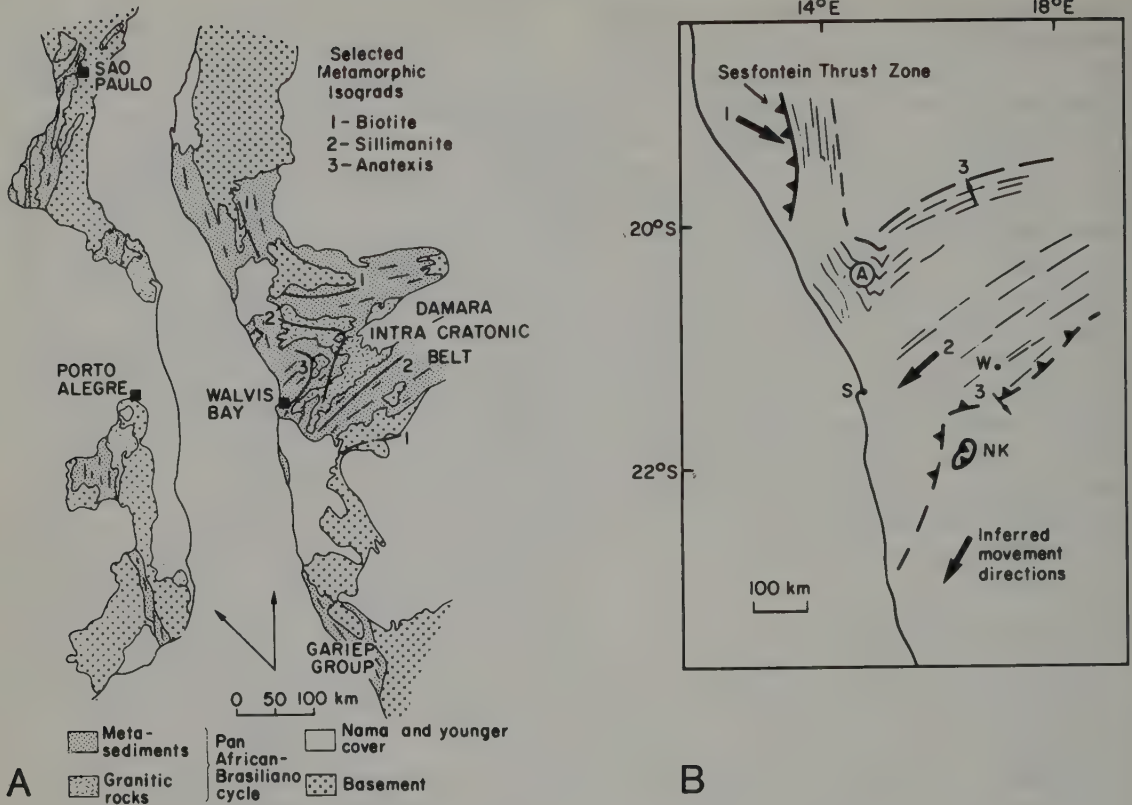 SAO
PAULO
Selected
Metamorphic
Isograds
1 – Biotite
2 – Sillimanite
3 – Anatexis
1
2
3
DAMARA
INTRA CRATONIC
BELT
2
1
PORTO
ALEGRE
WALVIS
BAY
GARIEP
GROUP
0 50 100 km
Meta-
sediments
Granitic
rocks
Pan
African-
Brasiliano
cycle
Nama and younger
cover
Basement
A
14°E
18°E
Sesfontein Thrust Zone
1
3
20°S
A
2
W.
S
3
NK
22°S
Inferred
movement
directions
100 km
B